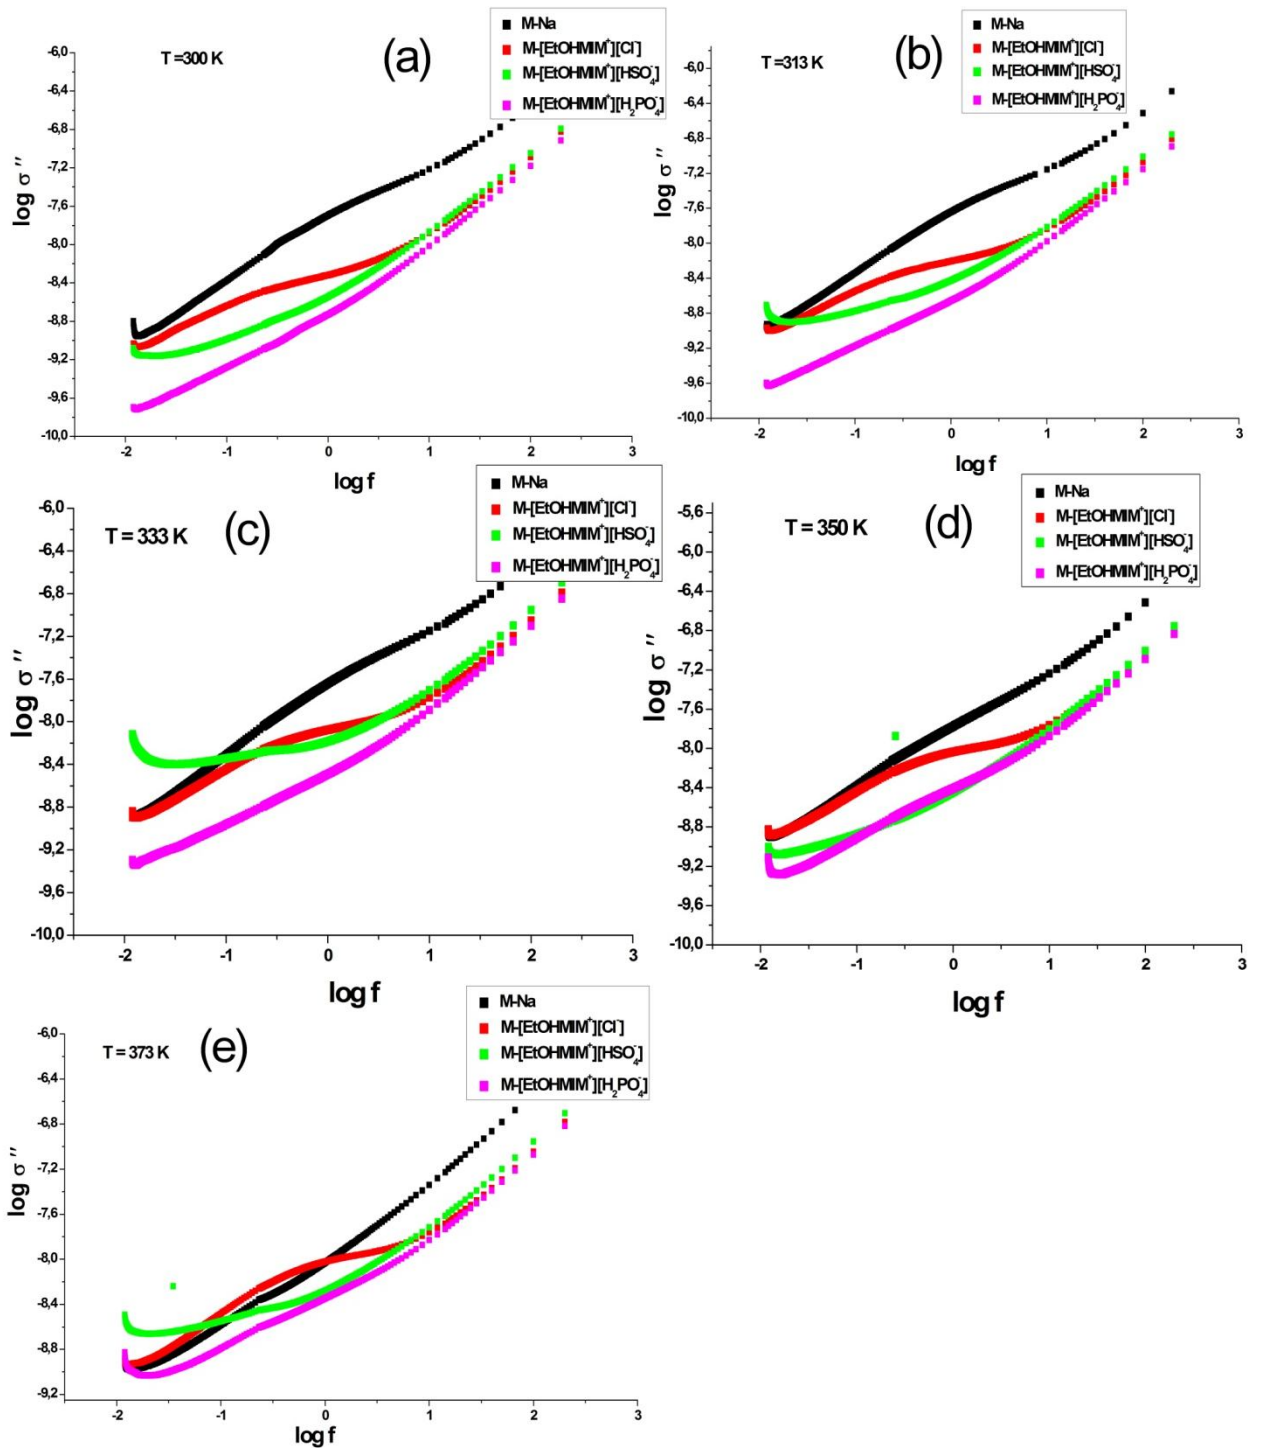 T =300 K
(a)
M-Na
M-[EtOHMIM⁺][Cl⁻]
M-[EtOHMIM⁺][HSO₄⁻]
M-[EtOHMIM⁺][H₂PO₄⁻]
-6,0
-6,4
-6,8
-7,2
-7,6
-8,0
-8,4
-8,8
-9,2
-9,6
-10,0
log σ ″
-2 -1 0 1 2 3
log f
T =313 K
(b)
M-Na
M-[EtOHMIM⁺][Cl⁻]
M-[EtOHMIM⁺][HSO₄⁻]
M-[EtOHMIM⁺][H₂PO₄⁻]
-6,0
-6,4
-6,8
-7,2
-7,6
-8,0
-8,4
-8,8
-9,2
-9,6
-10,0
log σ ″
-2 -1 0 1 2 3
log f
T = 333 K
(c)
M-Na
M-[EtOHMIM⁺][Cl⁻]
M-[EtOHMIM⁺][HSO₄⁻]
M-[EtOHMIM⁺][H₂PO₄⁻]
-6,0
-6,4
-6,8
-7,2
-7,6
-8,0
-8,4
-8,8
-9,2
-9,6
-10,0
log σ ″
-2 -1 0 1 2 3
log f
T = 350 K
(d)
M-Na
M-[EtOHMIM⁺][Cl⁻]
M-[EtOHMIM⁺][HSO₄⁻]
M-[EtOHMIM⁺][H₂PO₄⁻]
-5,6
-6,0
-6,4
-6,8
-7,2
-7,6
-8,0
-8,4
-8,8
-9,2
-9,6
-10,0
log σ ″
-2 -1 0 1 2 3
log f
T = 373 K
(e)
M-Na
M-[EtOHMIM⁺][Cl⁻]
M-[EtOHMIM⁺][HSO₄⁻]
M-[EtOHMIM⁺][H₂PO₄⁻]
-6,0
-6,4
-6,8
-7,2
-7,6
-8,0
-8,4
-8,8
-9,2
log σ ″
-2 -1 0 1 2 3
log f